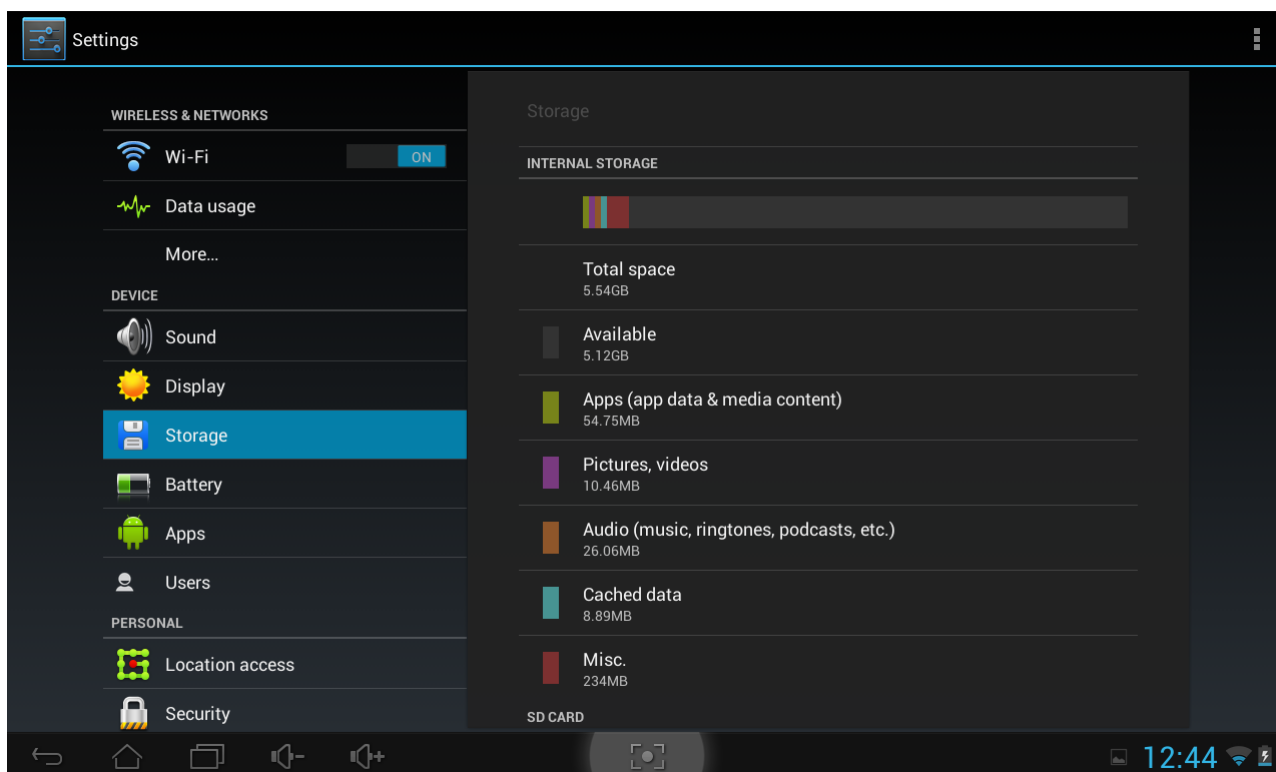 Settings
WIRELESS & NETWORKS
Wi-Fi
ON
Data usage
More...
DEVICE
Sound
Display
Storage
Battery
Apps
Users
PERSONAL
Location access
Security
Storage
INTERNAL STORAGE
Total space
5.54GB
Available
5.12GB
Apps (app data & media content)
54.75MB
Pictures, videos
10.46MB
Audio (music, ringtones, podcasts, etc.)
26.06MB
Cached data
8.89MB
Misc.
234MB
SD CARD
12:44